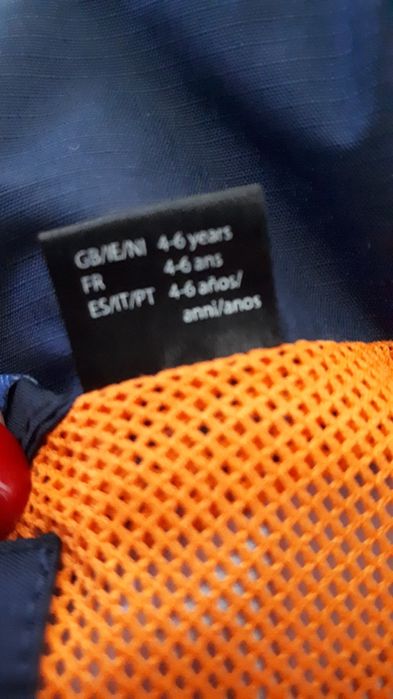 GB/IE/NI 4-6 years
FR 4-6 ans
ES/IT/PT 4-6 años/
anni/anos